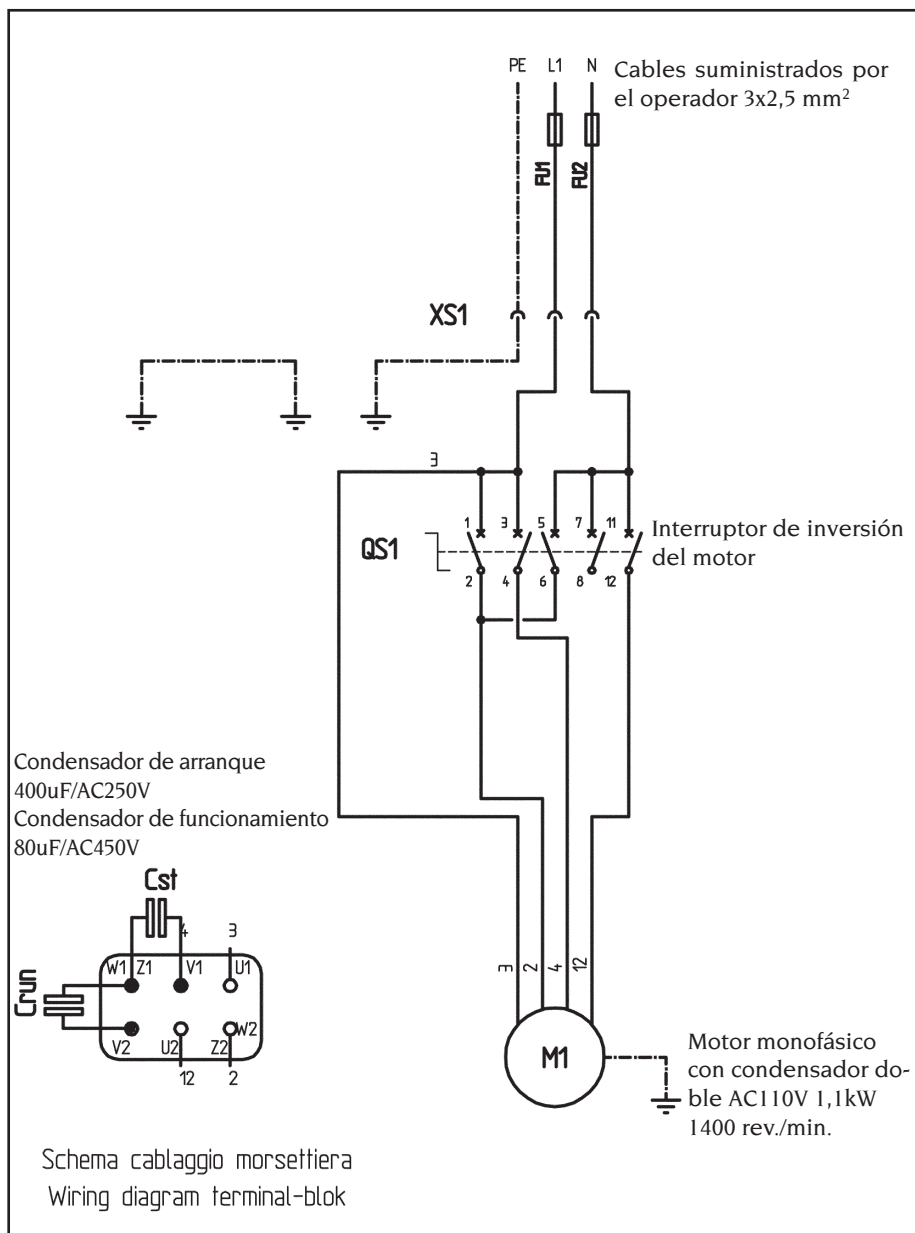 PE L1 N
Cables suministrados por
el operador 3x2,5 mm²
FU1 FU2
XS1
3
1 3 5 7 11
QS1
2 4 6 8 12
Interruptor de inversión
del motor
Condensador de arranque
400uF/AC250V
Condensador de funcionamiento
80uF/AC450V
Cst
4 3
W1 Z1 V1 U1
Crun
W2
V2 U2 Z2
12 2
3 2 4 12
M1
Motor monofásico
con condensador do-
ble AC110V 1,1kW
1400 rev./min.
Schema cablaggio morsettiera
Wiring diagram terminal-blok